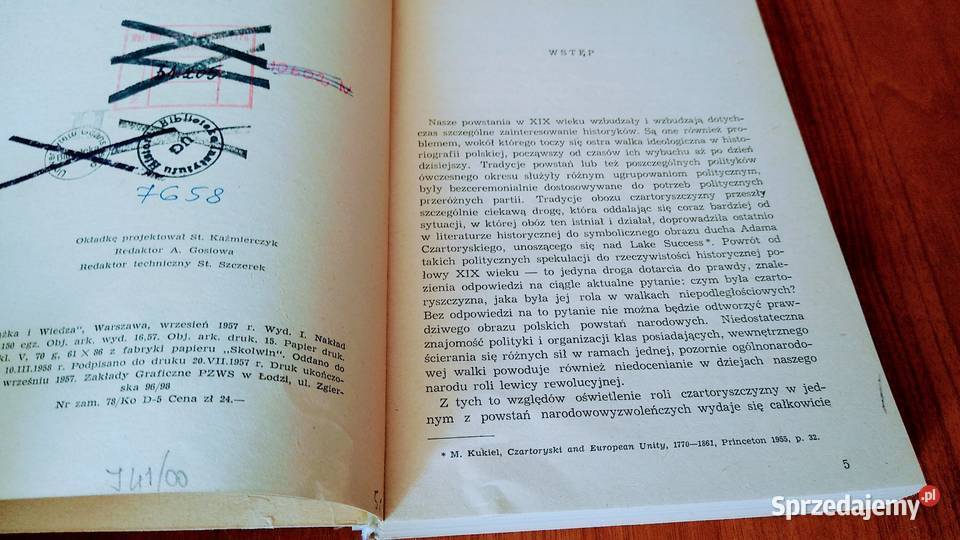 51205
10600 N
Biblioteka
UG
7658
Okładkę projektował St. Kaźmierczyk
Redaktor A. Gosiowa
Redaktor techniczny St. Szczerek
żka i Wiedza", Warszawa, wrzesień 1957 r. Wyd. I. Nakład
150 egz. Obj. ark. wyd. 16,57. Obj. ark. druk. 15. Papier druk.
kl. V, 70 g, 61 X 86 z fabryki papieru „Skolwin". Oddano do
10.III.1958 r. Podpisano do druku 20.VII.1957 r. Druk ukończo-
wrześniu 1957. Zakłady Graficzne PZWS w Łodzi, ul. Zgier-
ska 96/98
Nr zam. 78/Ko D-5 Cena zł 24.—
J 41/00
WSTĘP
Nasze powstania w XIX wieku wzbudzały i wzbudzają dotych-
czas szczególne zainteresowanie historyków. Są one również pro-
blemem, wokół którego toczy się ostra walka ideologiczna w histo-
riografii polskiej, począwszy od czasów ich wybuchu aż po dzień
dzisiejszy. Tradycje powstań lub też poszczególnych polityków
ówczesnego okresu służyły różnym ugrupowaniom politycznym,
były bezceremonialnie dostosowywane do potrzeb politycznych
przeróżnych partii. Tradycje obozu czartoryszczyzny przeszły
szczególnie ciekawą drogę, która oddalając się coraz bardziej od
sytuacji, w której obóz ten istniał i działał, doprowadziła ostatnio
w literaturze historycznej do symbolicznego obrazu ducha Adama
Czartoryskiego, unoszącego się nad Lake Success*. Powrót od
takich politycznych spekulacji do rzeczywistości historycznej po-
łowy XIX wieku — to jedyna droga dotarcia do prawdy, znale-
zienia odpowiedzi na ciągle aktualne pytanie: czym była czarto-
ryszczyzna, jaka była jej rola w walkach niepodległościowych?
Bez odpowiedzi na to pytanie nie można będzie odtworzyć praw-
dziwego obrazu polskich powstań narodowych. Niedostateczna
znajomość polityki i organizacji klas posiadających, wewnętrznego
ścierania się różnych sił w ramach jednej, pozornie ogólnonarodo-
wej walki powoduje również niedocenianie w dziejach naszego
narodu roli lewicy rewolucyjnej.
Z tych to względów oświetlenie roli czartoryszczyzny w jed-
nym z powstań narodowowyzwoleńczych wydaje się całkowicie
* M. Kukiel, Czartoryski and European Unity, 1770—1861, Princeton 1955, p. 32.
5
Sprzedajemy.pl